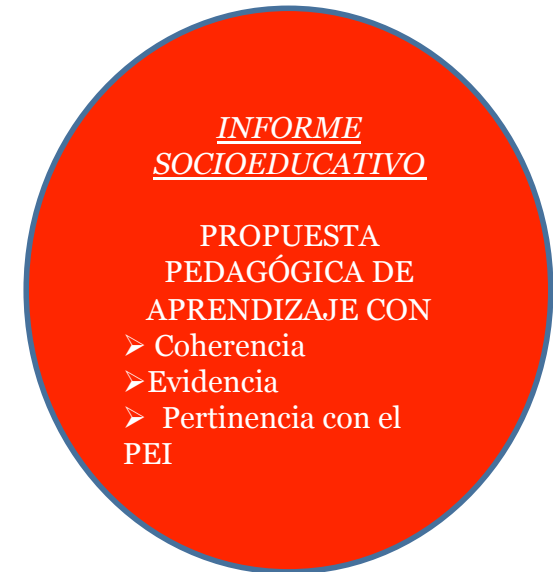 INFORME
SOCIOEDUCATIVO
PROPUESTA
PEDAGÓGICA DE
APRENDIZAJE CON
➢ Coherencia
➢Evidencia
➢ Pertinencia con el
PEI